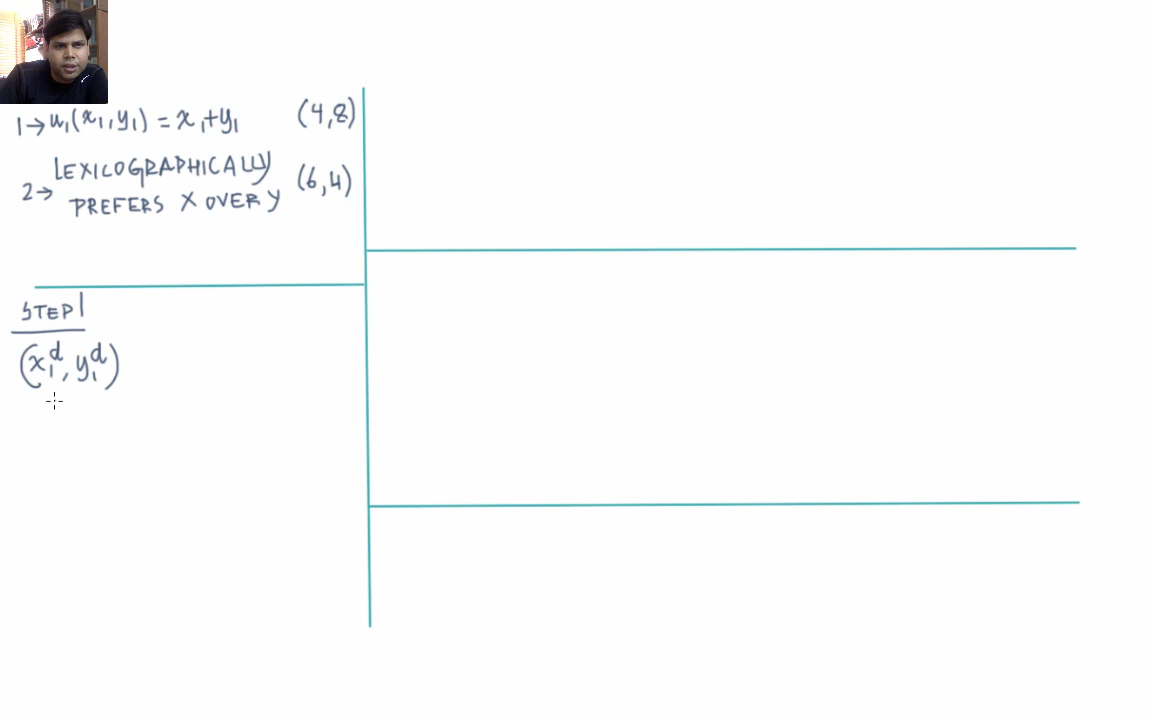 1→ u₁(x₁,y₁) = x₁+y₁ (4,8)
LEXICOGRAPHICALLY (6,4)
2→ PREFERS X OVER Y
STEP 1
(x₁ᵈ, y₁ᵈ)